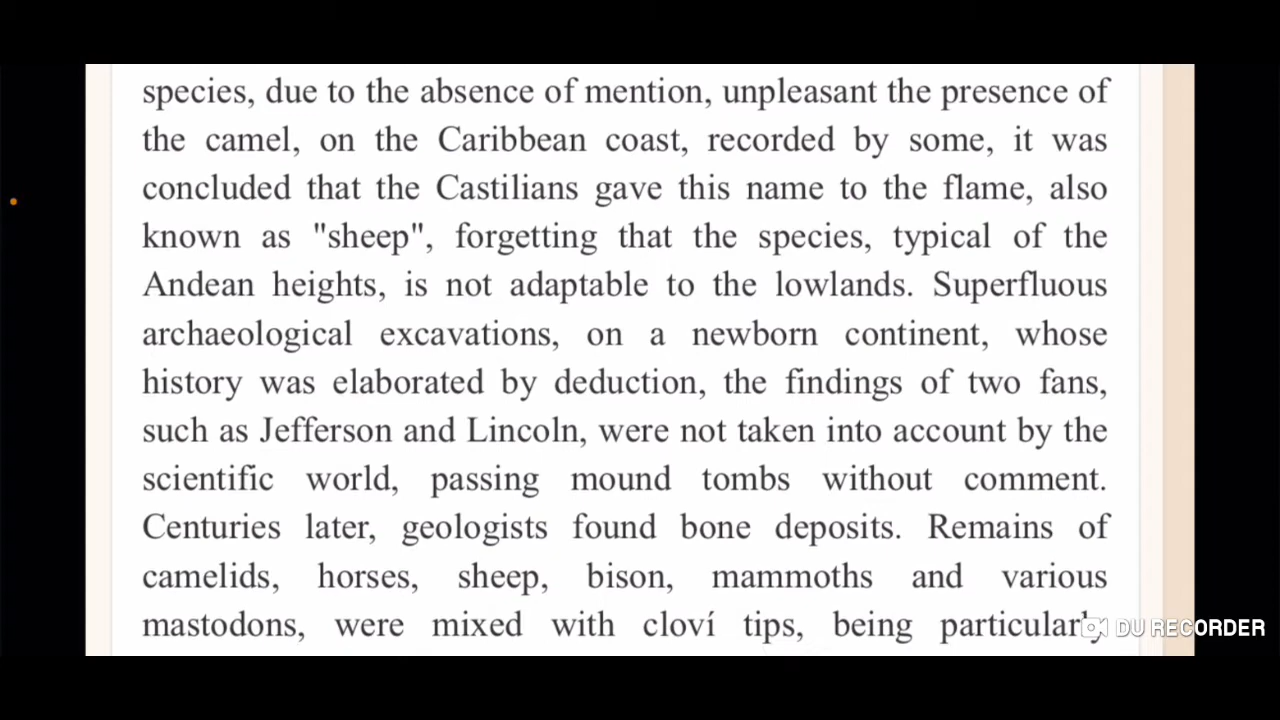 species, due to the absence of mention, unpleasant the presence of
the camel, on the Caribbean coast, recorded by some, it was
concluded that the Castilians gave this name to the flame, also
known as "sheep", forgetting that the species, typical of the
Andean heights, is not adaptable to the lowlands. Superfluous
archaeological excavations, on a newborn continent, whose
history was elaborated by deduction, the findings of two fans,
such as Jefferson and Lincoln, were not taken into account by the
scientific world, passing mound tombs without comment.
Centuries later, geologists found bone deposits. Remains of
camelids, horses, sheep, bison, mammoths and various
mastodons, were mixed with cloví tips, being particularly
DU RECORDER